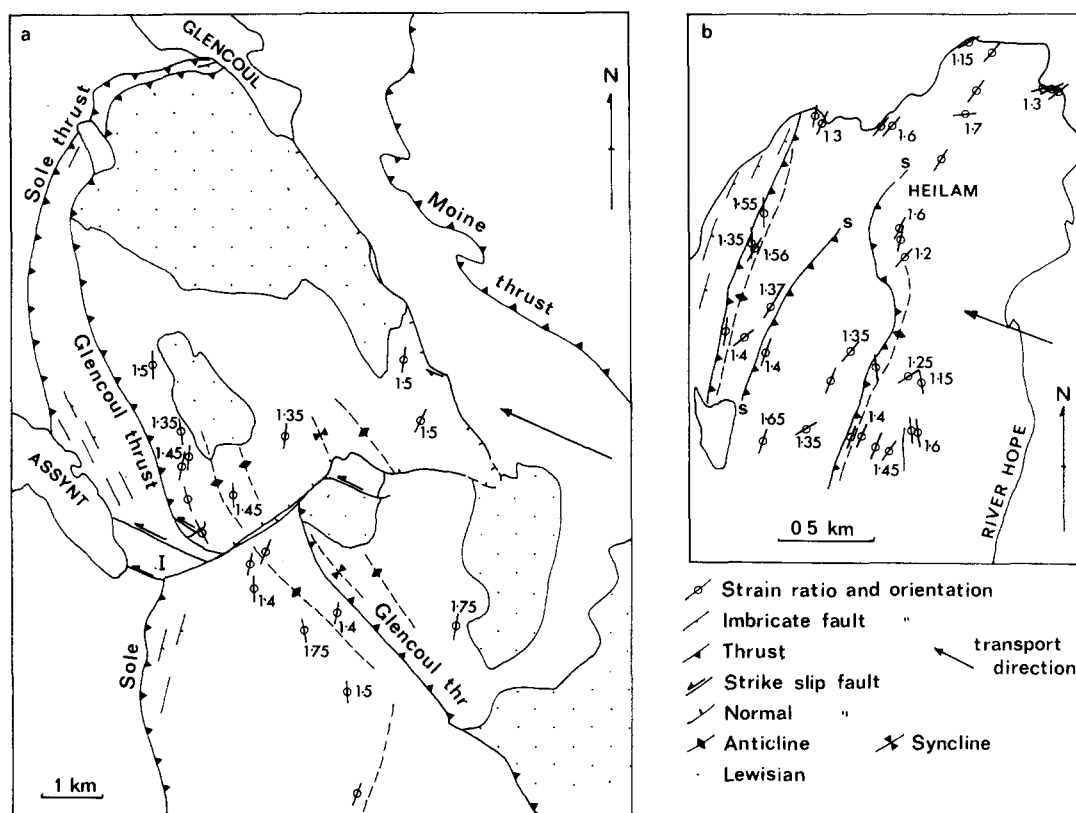 a
GLENCOUL
N
Sole thrust
Moine
thrust
Glencoul thrust
1·5
1·35
1·45
1·45
1·35
1·5
1·5
ASSYNT
I
1·4
1·75
1·4
1·75
1·5
Sole
Glencoul thr
1 km
b
1·15
1·3
1·3
1·6
1·7
s
HEILAM
1·55
s
1·6
1·35
1·56
1·2
1·37
1·35
1·4
1·4
1·25
1·15
s
1·65
1·35
1·4
1·45
1·6
N
0 5 km
RIVER HOPE
Strain ratio and orientation
Imbricate fault "
Thrust
transport
direction
Strike slip fault
Normal "
Anticline
Syncline
Lewisian